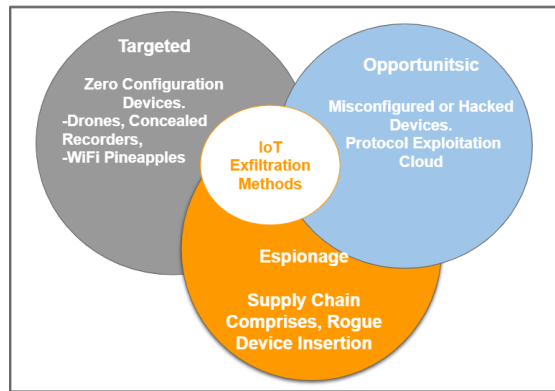 Targeted
Zero Configuration
Devices.
-Drones, Concealed
Recorders,
-WiFi Pineapples
Opportunitsic
Misconfigured or Hacked
Devices.
Protocol Exploitation
Cloud
IoT
Exfiltration
Methods
Espionage
Supply Chain
Comprises, Rogue
Device Insertion